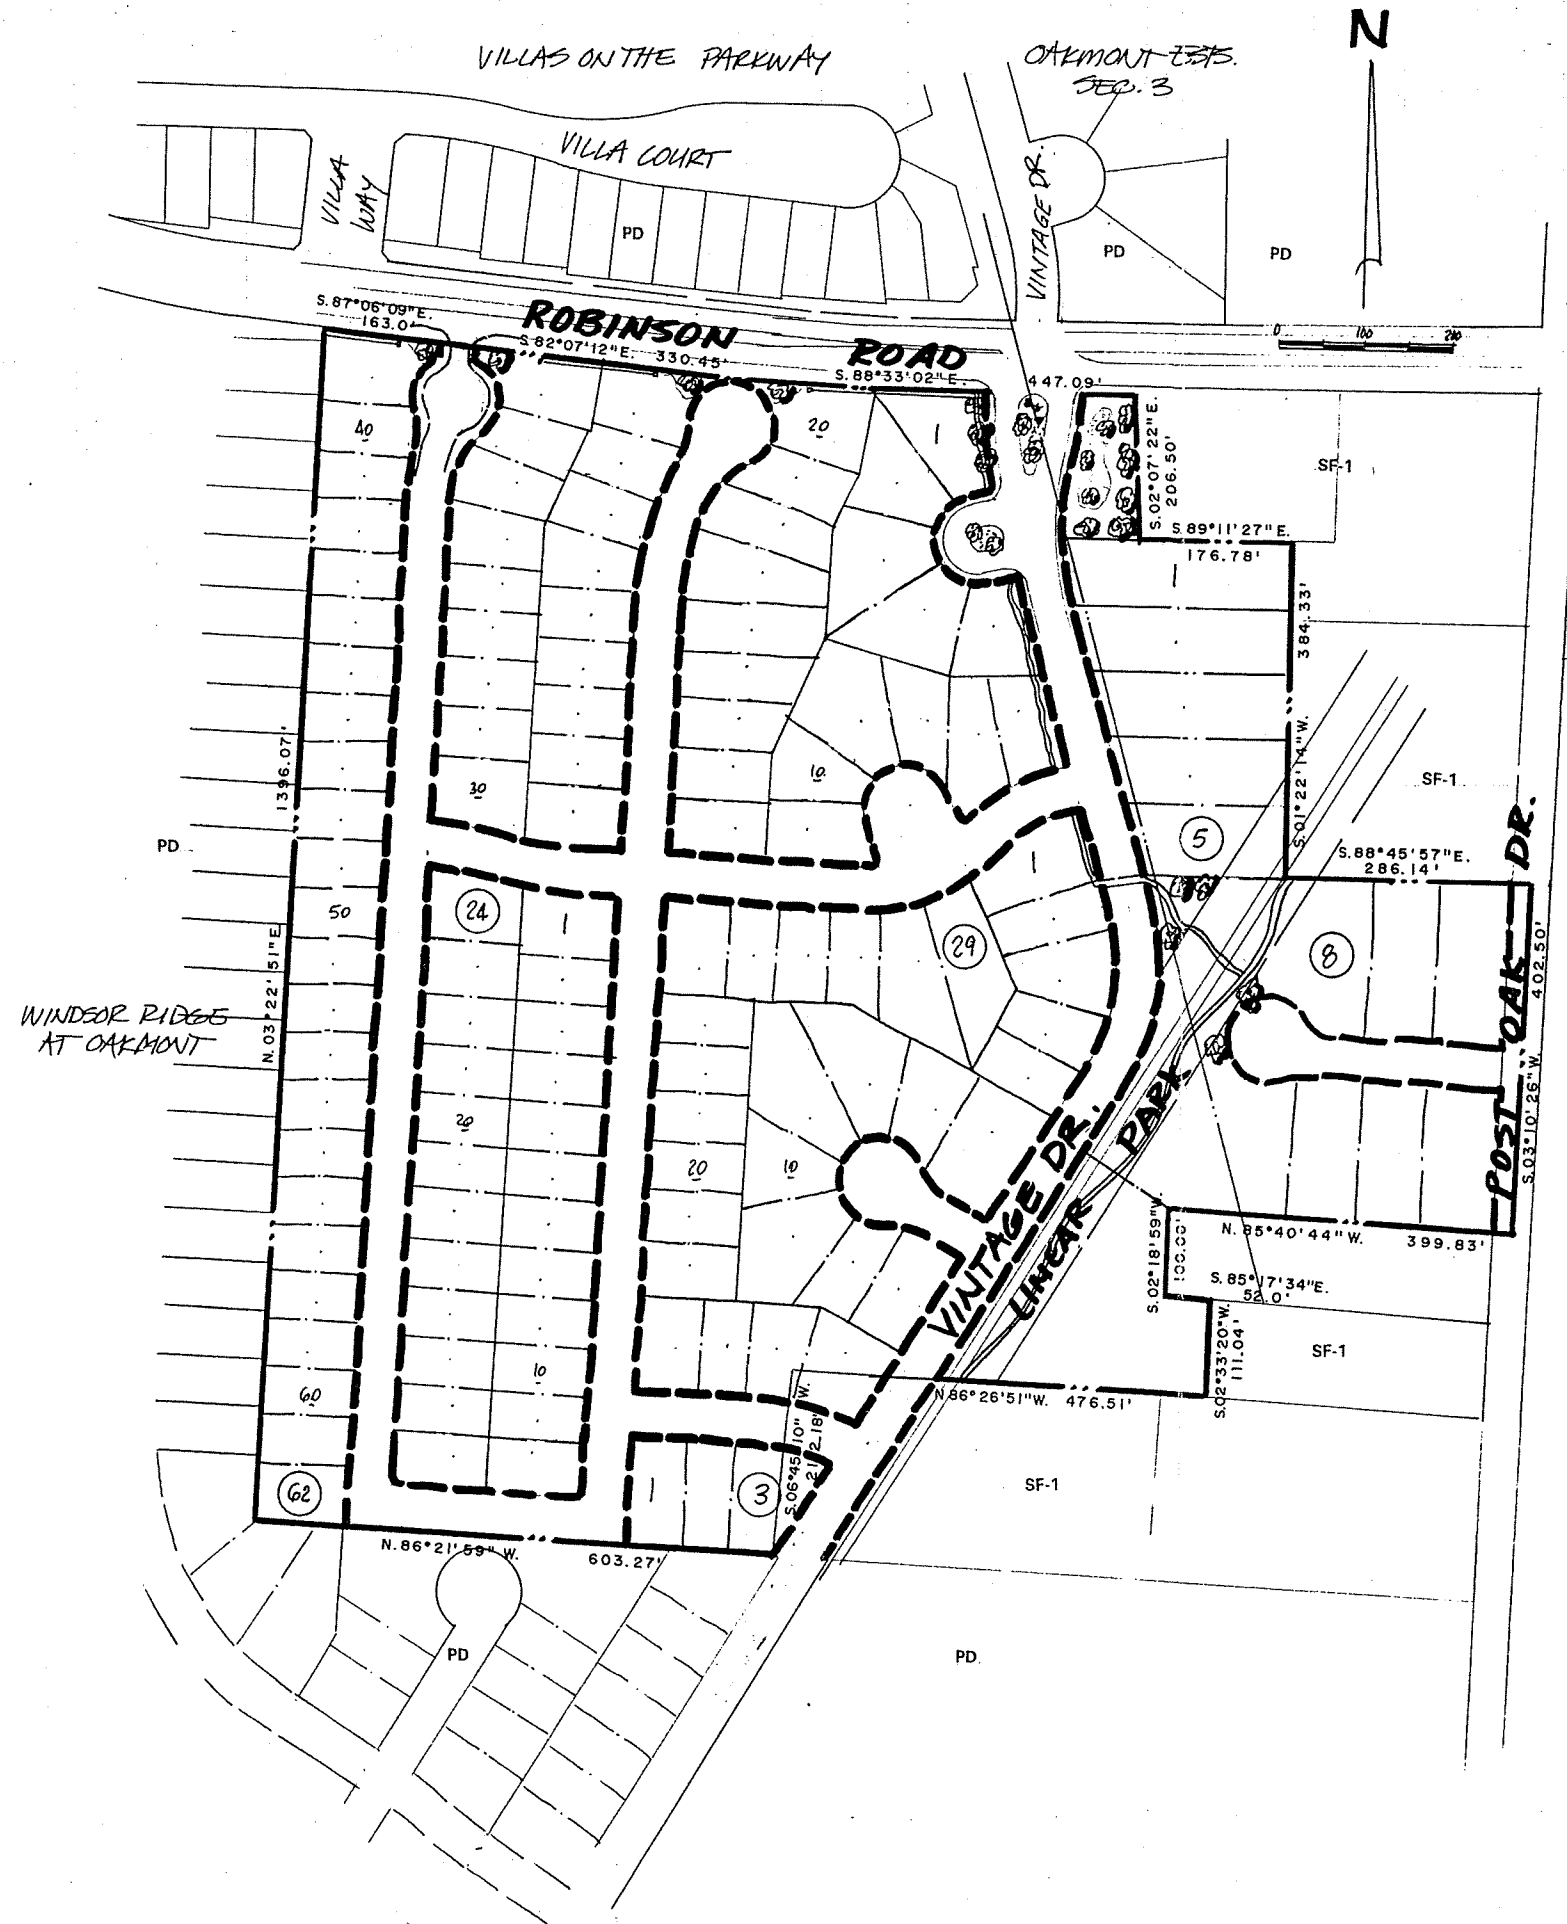 N
VILLAS ON THE PARKWAY
OAKMONT
SEC. 3
VILLA COURT
VILLA
WAY
VINTAGE DR.
PD
PD
PD
S. 87°06'09" E.
163.0'
ROBINSON
ROAD
S. 82°07'12" E. 330.45'
S. 88°33'02" E.
447.09'
0 100 200
40
20
1
S. 02°07'22" E.
206.50'
SF-1
S 89°11'27" E.
176.78'
1
384.33'
S. 01°22'14" W.
1396.07'
N. 03°22'51" E
30
10
SF-1
PD
5
S. 88°45'57" E.
286.14'
POST OAK DR.
402.50'
S. 03°10'26" W.
50
24
1
1
29
8
WINDSOR RIDGE
AT OAKMONT
20
20
10
VINTAGE DR.
LINEAR PARK
N. 85°40'44" W. 399.83'
S. 02°18'59" W.
100.00'
S. 85°17'34" E.
52.0'
S. 02°33'20" W.
111.04'
SF-1
60
10
N 86°26'51" W. 476.51'
S. 06°45'10" W.
62
1
3
SF-1
N. 86°21'59" W. 603.27'
PD
PD